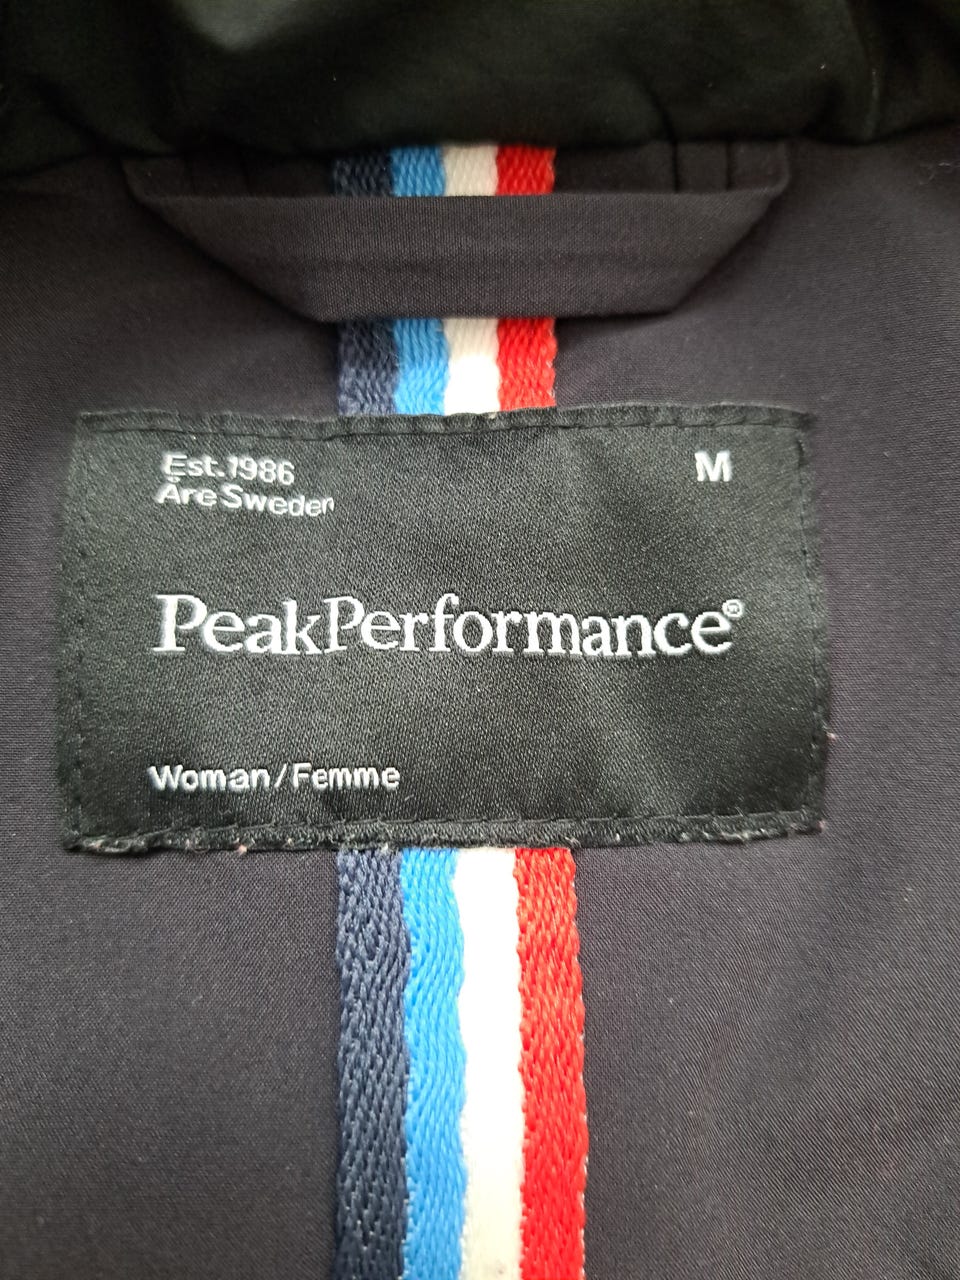 Est.1986
Åre Sweden
M
PeakPerformance®
Woman/Femme